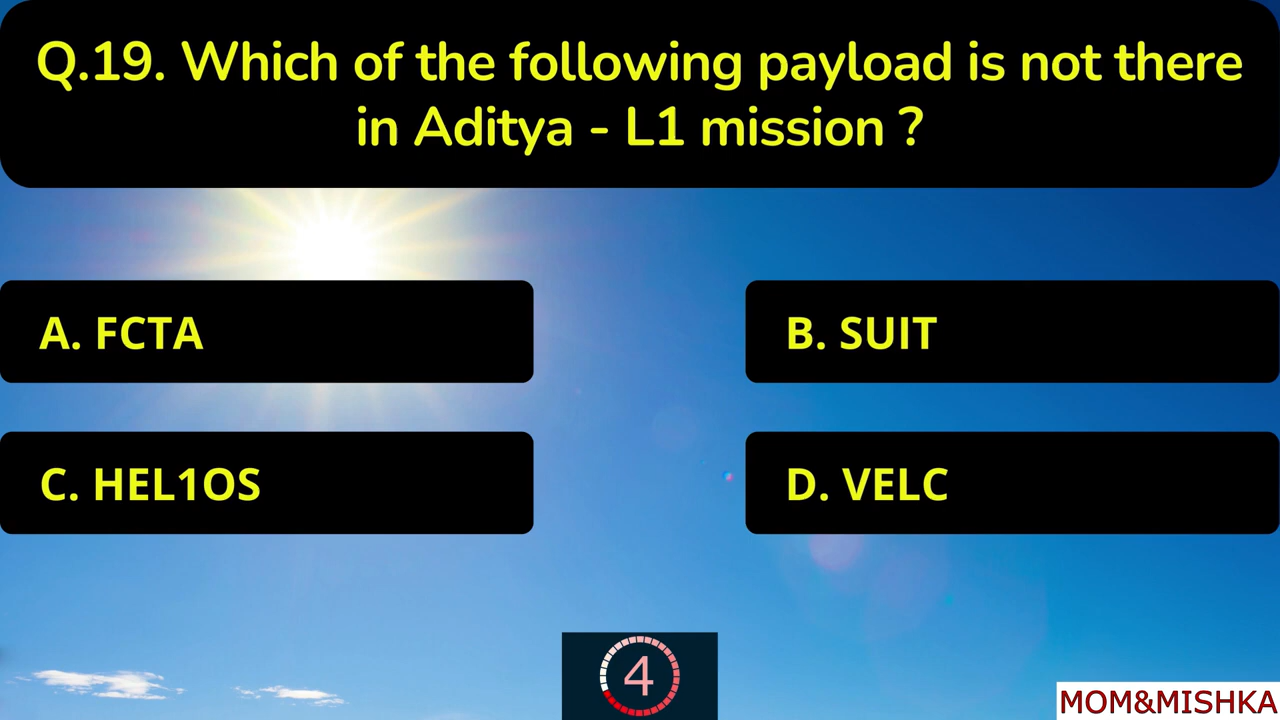 Q.19. Which of the following payload is not there
in Aditya - L1 mission ?
A. FCTA
B. SUIT
C. HEL1OS
D. VELC
4
MOM&MISHKA